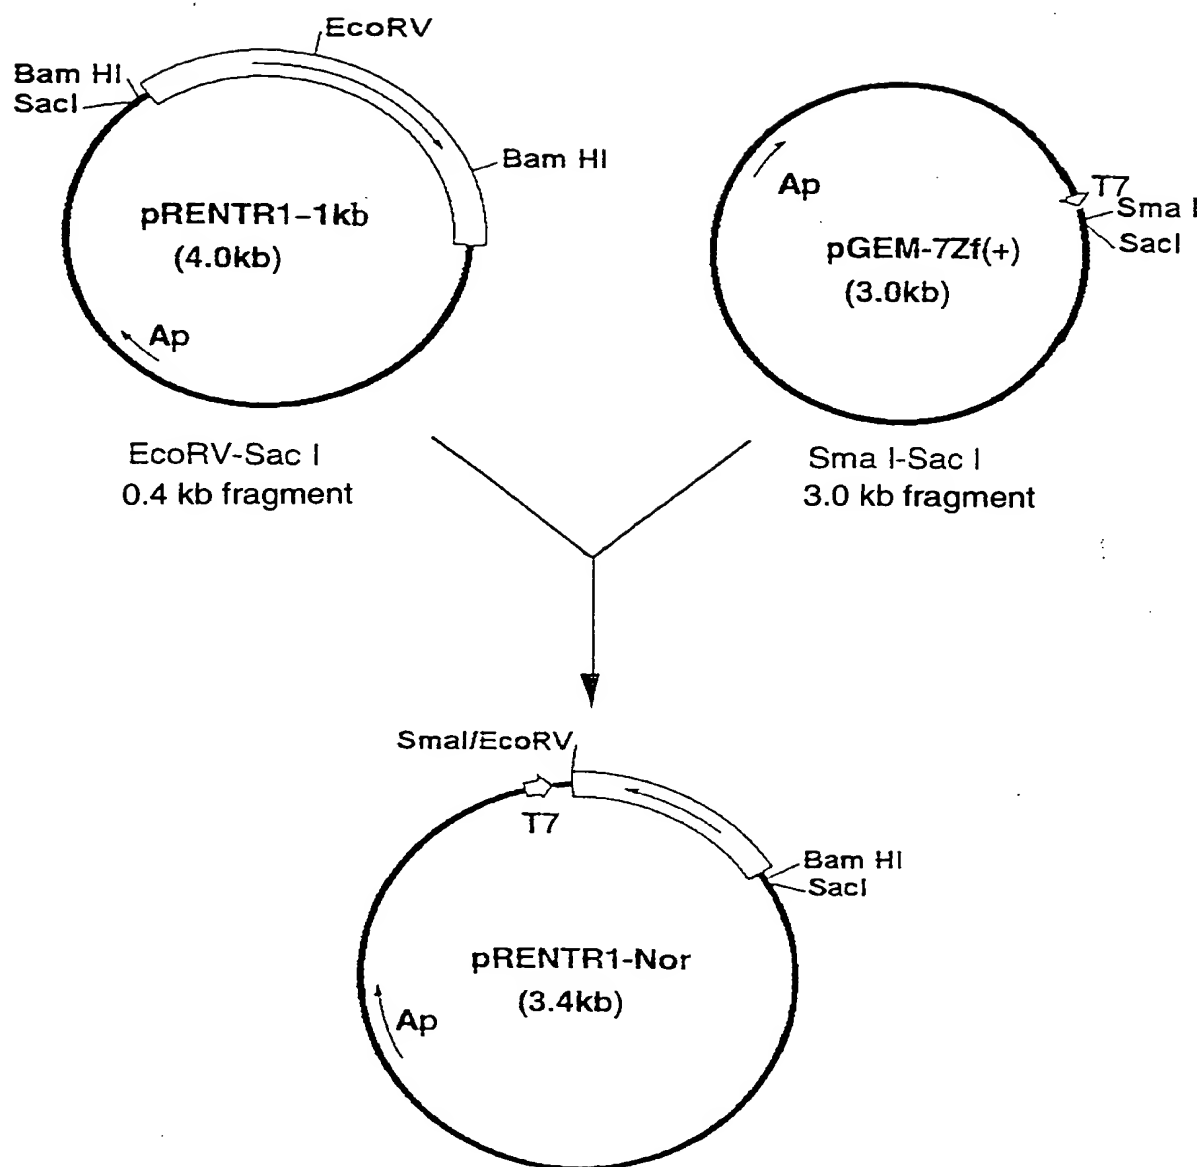 EcoRV
Bam HI
SacI
Bam HI
pRENTR1-1kb
(4.0kb)
Ap
EcoRV-Sac I
0.4 kb fragment
Ap
T7
Sma I
SacI
pGEM-7Zf(+)
(3.0kb)
Sma I-Sac I
3.0 kb fragment
SmaI/EcoRV
T7
Bam HI
SacI
pRENTR1-Nor
(3.4kb)
Ap